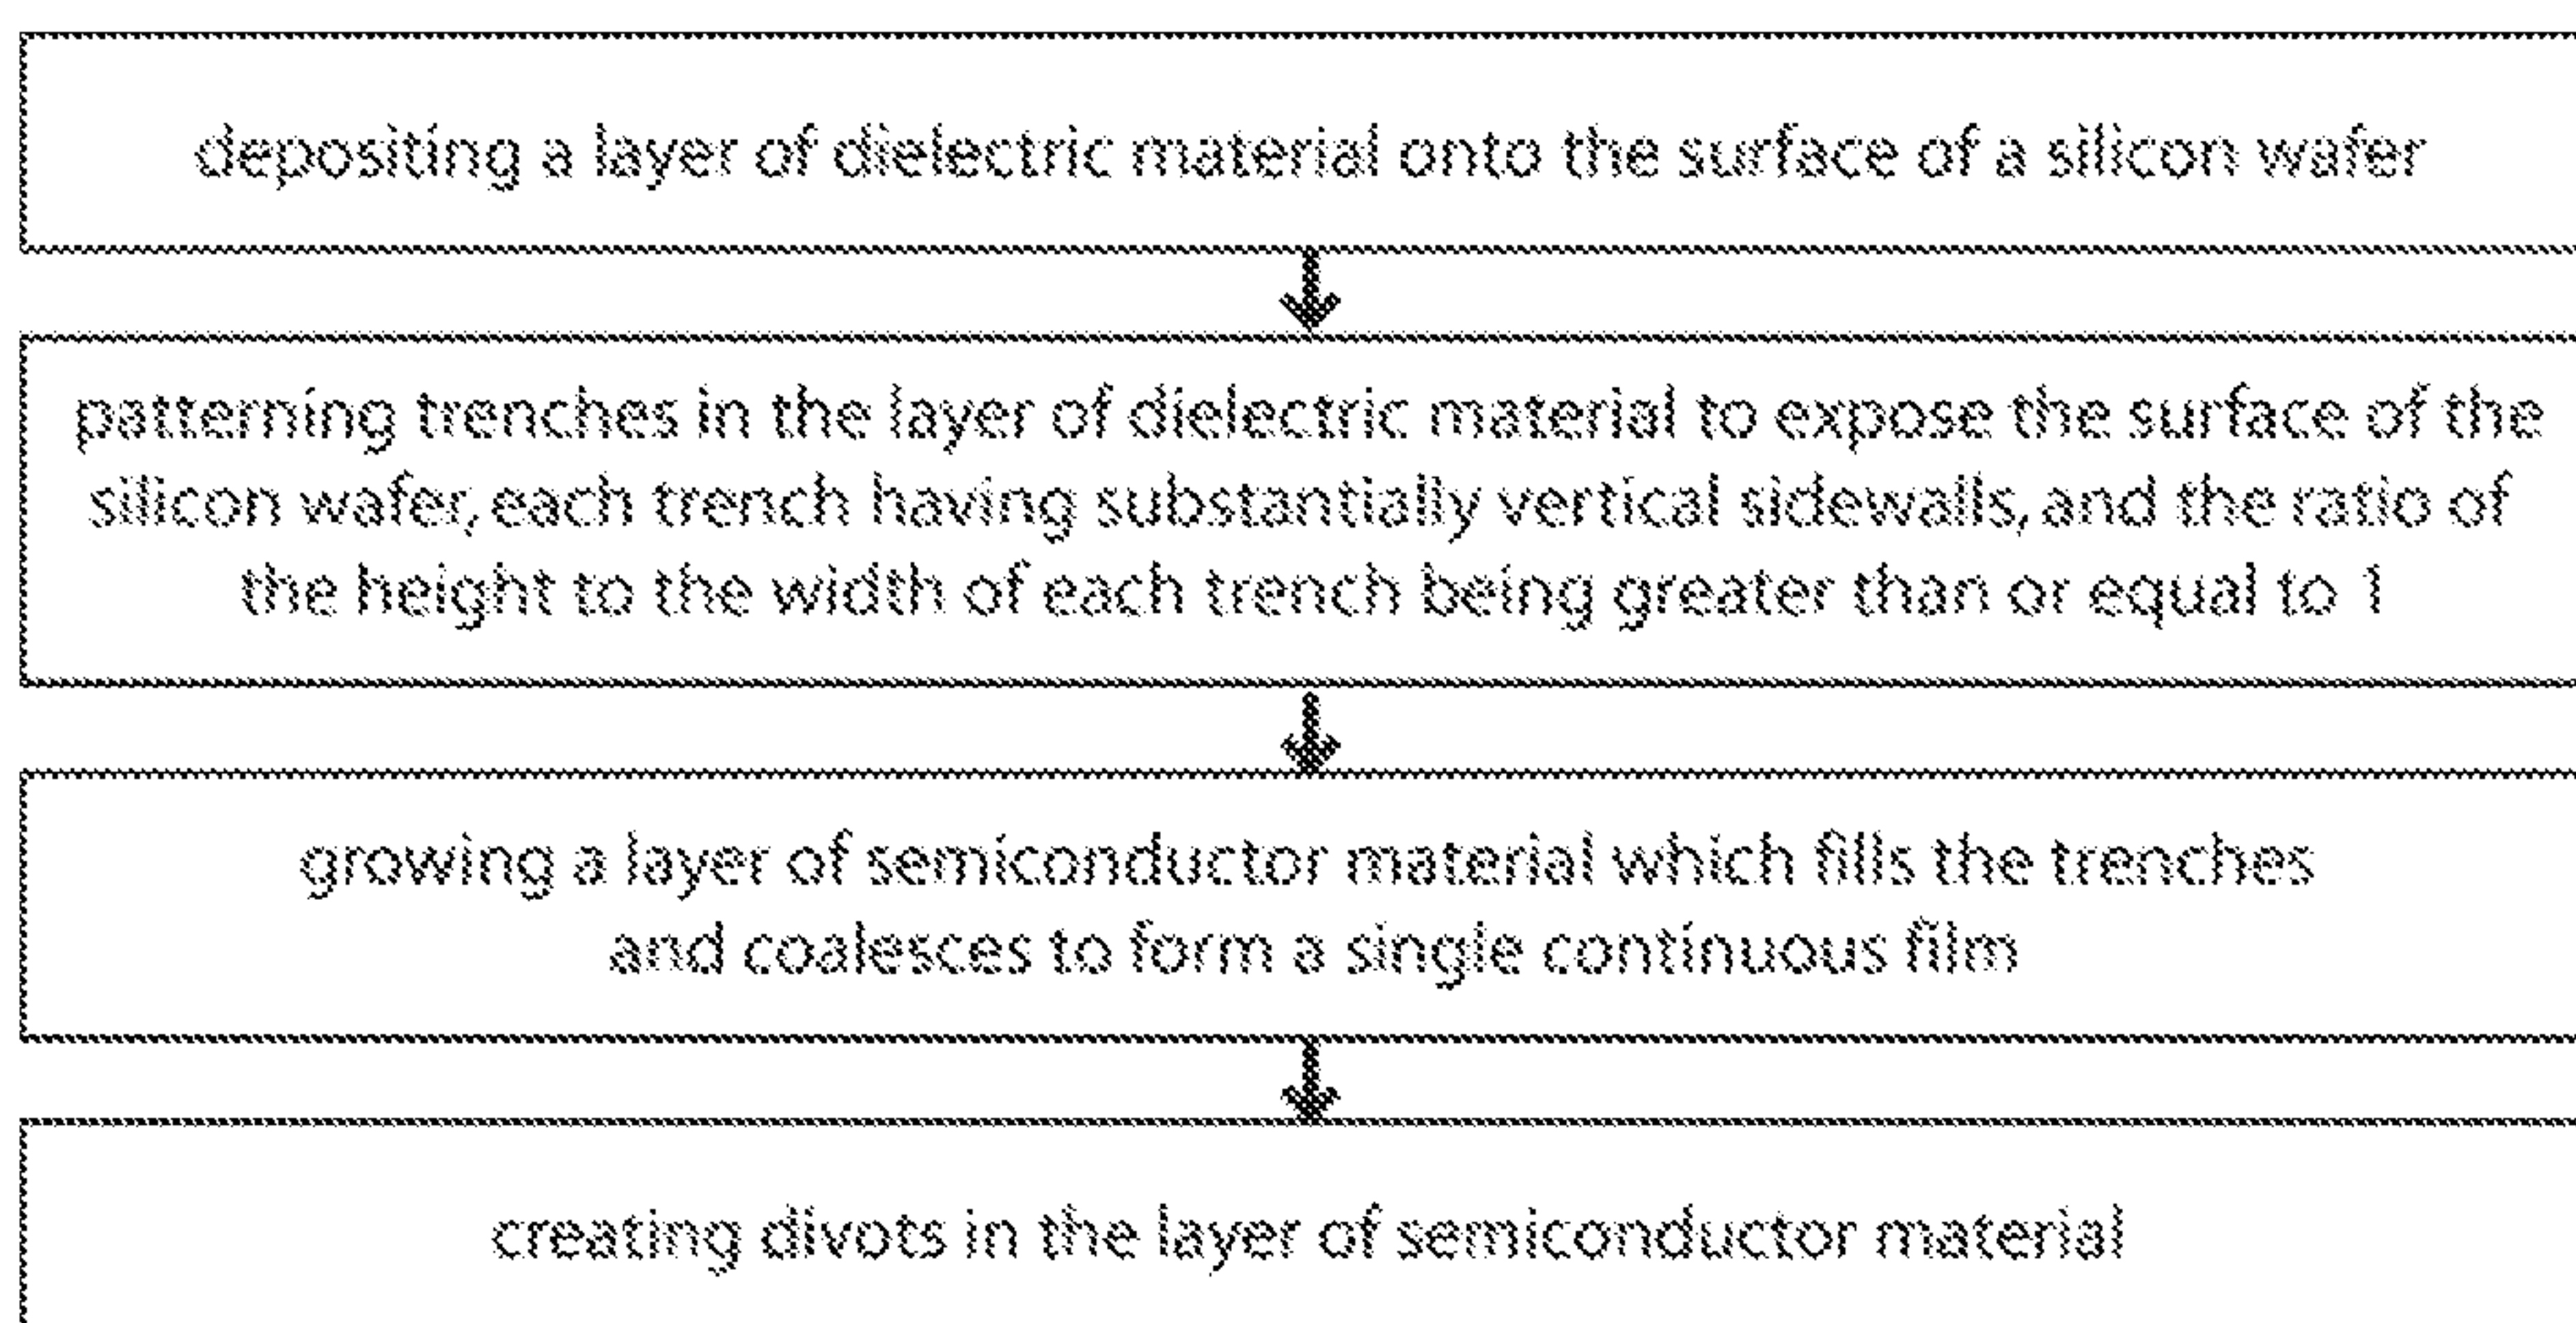 depositing a layer of dielectric material onto the surface of a silicon wafer
patterning trenches in the layer of dielectric material to expose the surface of the
silicon wafer, each trench having substantially vertical sidewalls, and the ratio of
the height to the width of each trench being greater than or equal to 1
growing a layer of semiconductor material which fills the trenches
and coalesces to form a single continuous film
creating divots in the layer of semiconductor material